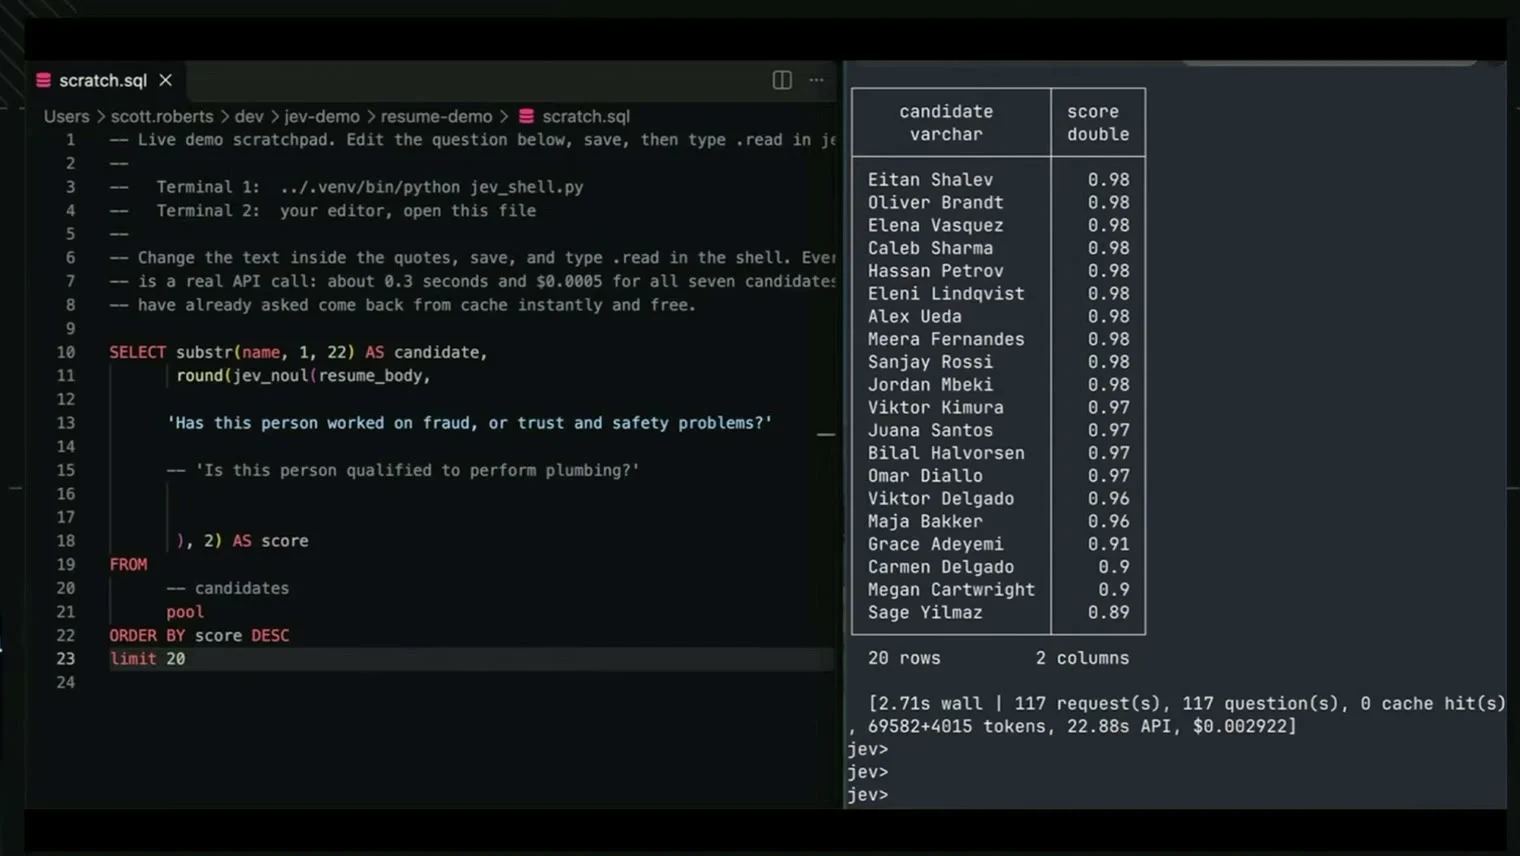 scratch.sql
Users > scott.roberts > dev > jev-demo > resume-demo > scratch.sql
1 -- Live demo scratchpad. Edit the question below, save, then type .read in je
2 --
3 -- Terminal 1: ../.venv/bin/python jev_shell.py
4 -- Terminal 2: your editor, open this file
5 --
6 -- Change the text inside the quotes, save, and type .read in the shell. Ever
7 -- is a real API call: about 0.3 seconds and $0.0005 for all seven candidates
8 -- have already asked come back from cache instantly and free.
9
10 SELECT substr(name, 1, 22) AS candidate,
11 round(jev_noul(resume_body,
12
13 'Has this person worked on fraud, or trust and safety problems?'
14
15 -- 'Is this person qualified to perform plumbing?'
16
17
18 ), 2) AS score
19 FROM
20 -- candidates
21 pool
22 ORDER BY score DESC
23 limit 20
24
candidate score
varchar double
Eitan Shalev 0.98
Oliver Brandt 0.98
Elena Vasquez 0.98
Caleb Sharma 0.98
Hassan Petrov 0.98
Eleni Lindqvist 0.98
Alex Ueda 0.98
Meera Fernandes 0.98
Sanjay Rossi 0.98
Jordan Mbeki 0.98
Viktor Kimura 0.97
Juana Santos 0.97
Bilal Halvorsen 0.97
Omar Diallo 0.97
Viktor Delgado 0.96
Maja Bakker 0.96
Grace Adeyemi 0.91
Carmen Delgado 0.9
Megan Cartwright 0.9
Sage Yilmaz 0.89
20 rows 2 columns
[2.71s wall | 117 request(s), 117 question(s), 0 cache hit(s)
, 69582+4015 tokens, 22.88s API, $0.002922]
jev>
jev>
jev>